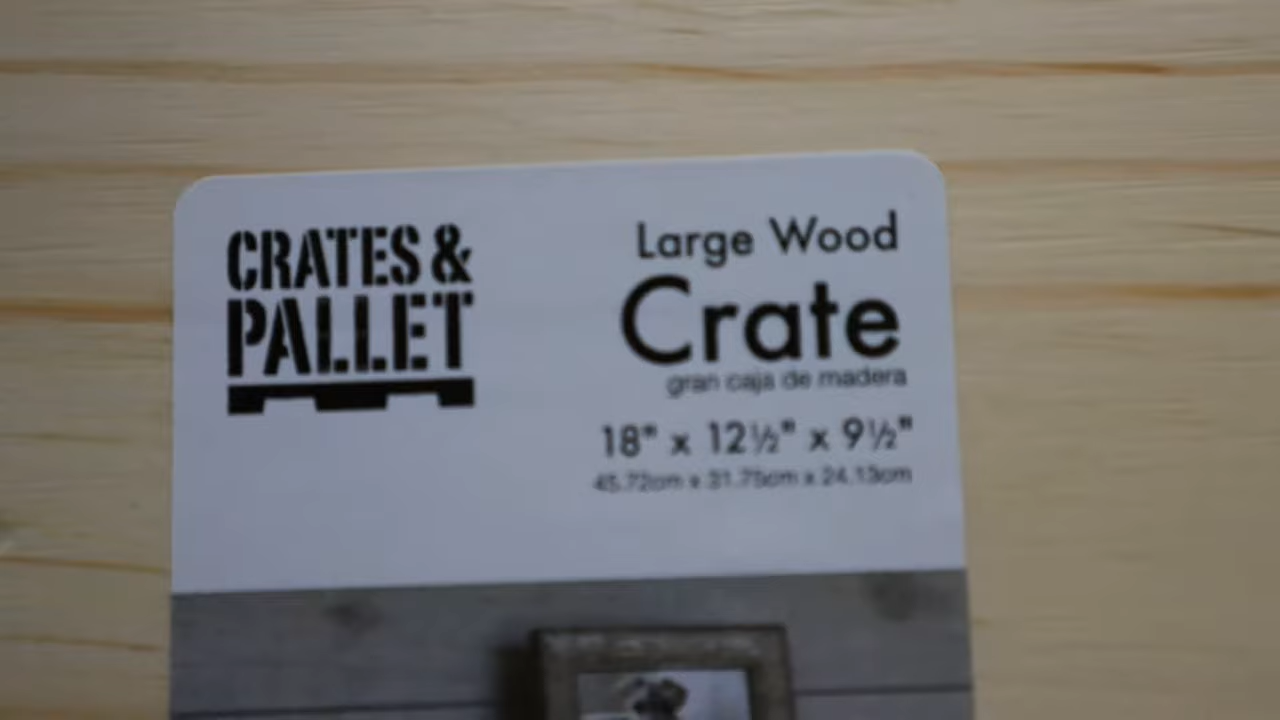 CRATES &
PALLET
Large Wood
Crate
gran caja de madera
18" x 12½" x 9½"
45.72cm x 31.75cm x 24.13cm